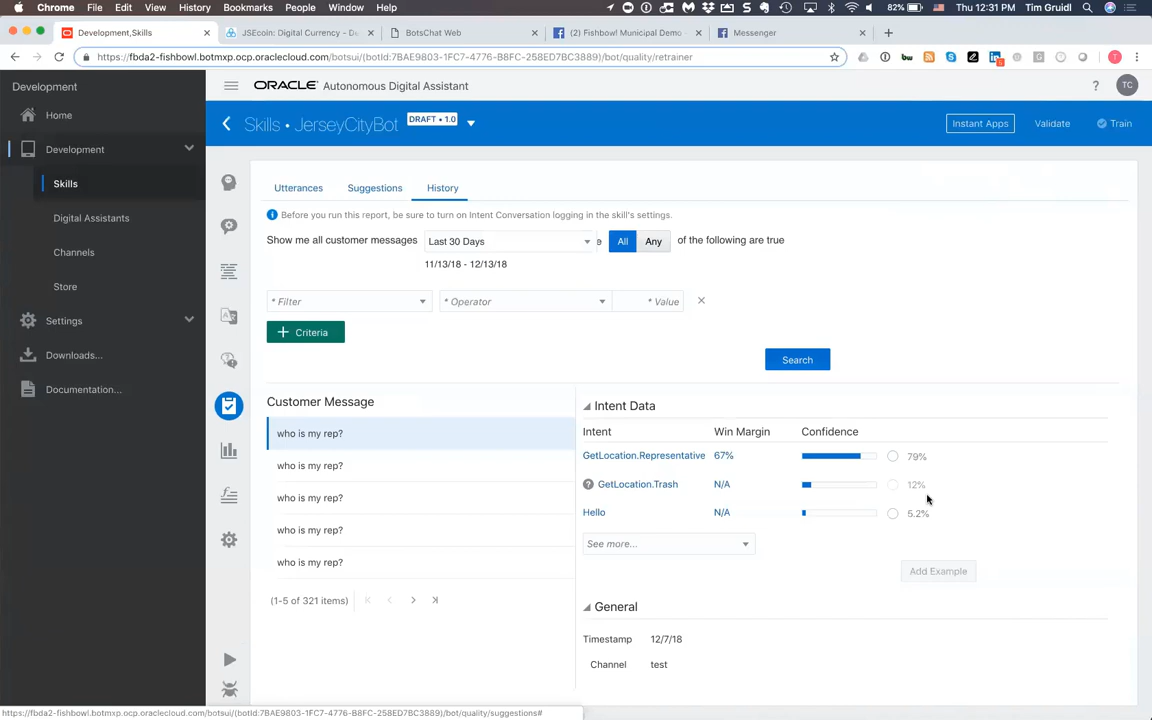 Chrome File Edit View History Bookmarks People Window Help 82% Thu 12:31 PM Tim Gruidl
Development,Skills
JSEcoin: Digital Currency - De
BotsChat Web
(2) Fishbowl Municipal Demo
Messenger
https://fbda2-fishbowl.botmxp.ocp.oraclecloud.com/botsui/(botId:7BAE9803-1FC7-4776-B8FC-258ED7BC3889)/bot/quality/retrainer
Development
ORACLE Autonomous Digital Assistant
? TC
Home
Development
Skills
Digital Assistants
Channels
Store
Settings
Downloads...
Documentation...
Skills • JerseyCityBot DRAFT • 1.0
Instant Apps Validate Train
Utterances Suggestions History
Before you run this report, be sure to turn on Intent Conversation logging in the skill's settings.
Show me all customer messages Last 30 Days e All Any of the following are true
11/13/18 - 12/13/18
* Filter * Operator * Value
+ Criteria
Search
Customer Message
who is my rep?
who is my rep?
who is my rep?
who is my rep?
who is my rep?
(1-5 of 321 items)
Intent Data
Intent Win Margin Confidence
GetLocation.Representative 67% 79%
GetLocation.Trash N/A 12%
Hello N/A 5.2%
See more...
Add Example
General
Timestamp 12/7/18
Channel test
https://fbda2-fishbowl.botmxp.ocp.oraclecloud.com/botsui/(botId:7BAE9803-1FC7-4776-B8FC-258ED7BC3889)/bot/quality/suggestions#